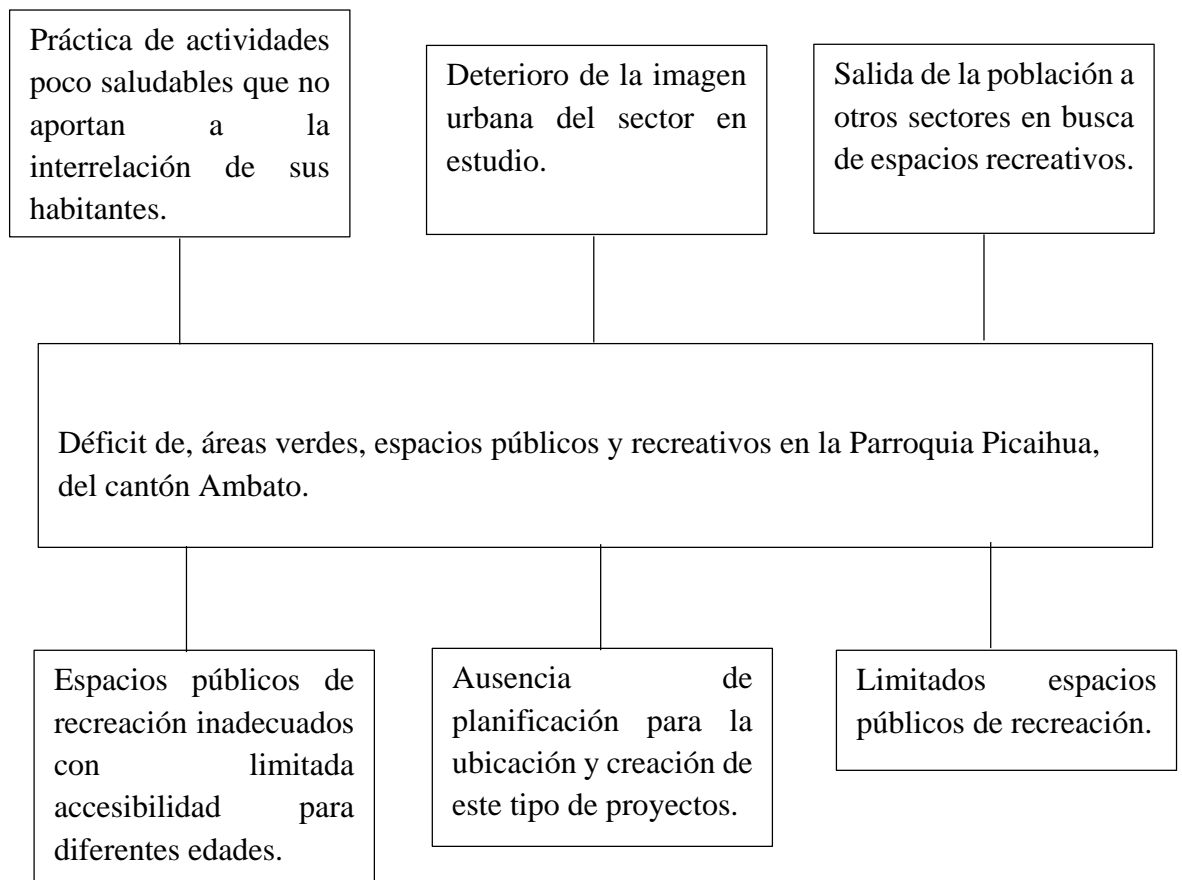 Práctica de actividades
poco saludables que no
aportan a la
interrelación de sus
habitantes.
Deterioro de la imagen
urbana del sector en
estudio.
Salida de la población a
otros sectores en busca
de espacios recreativos.
Déficit de, áreas verdes, espacios públicos y recreativos en la Parroquia Picaihua,
del cantón Ambato.
Espacios públicos de
recreación inadecuados
con limitada
accesibilidad para
diferentes edades.
Ausencia de
planificación para la
ubicación y creación de
este tipo de proyectos.
Limitados espacios
públicos de recreación.